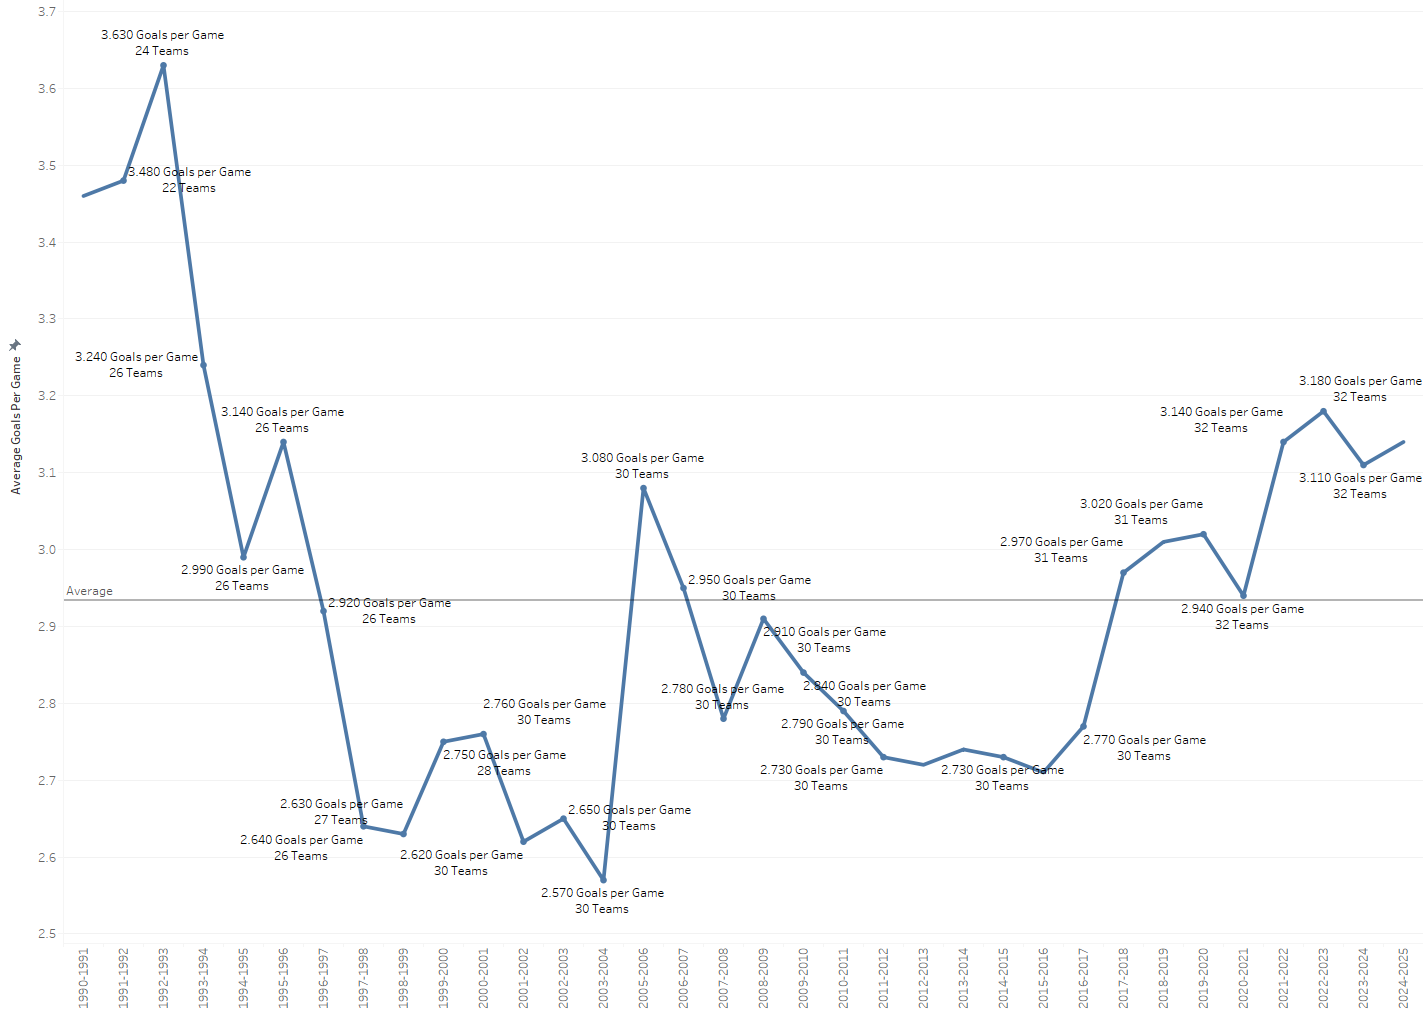 3.7
3.630 Goals per Game
24 Teams
3.6
3.5
3.480 Goals per Game
22 Teams
3.4
3.3
3.240 Goals per Game
26 Teams
3.2
3.180 Goals per Game
32 Teams
3.140 Goals per Game
26 Teams
3.140 Goals per Game
32 Teams
Average Goals Per Game
3.1
3.080 Goals per Game
30 Teams
3.110 Goals per Game
32 Teams
3.020 Goals per Game
31 Teams
3.0
2.970 Goals per Game
31 Teams
2.990 Goals per Game
26 Teams
2.950 Goals per Game
30 Teams
Average
2.920 Goals per Game
26 Teams
2.940 Goals per Game
32 Teams
2.9
2.910 Goals per Game
30 Teams
2.780 Goals per Game
30 Teams
2.840 Goals per Game
30 Teams
2.8
2.760 Goals per Game
30 Teams
2.790 Goals per Game
30 Teams
2.770 Goals per Game
30 Teams
2.750 Goals per Game
28 Teams
2.730 Goals per Game
30 Teams
2.730 Goals per Game
30 Teams
2.7
2.630 Goals per Game
27 Teams
2.650 Goals per Game
30 Teams
2.640 Goals per Game
26 Teams
2.6
2.620 Goals per Game
30 Teams
2.570 Goals per Game
30 Teams
2.5
1990-1991
1991-1992
1992-1993
1993-1994
1994-1995
1995-1996
1996-1997
1997-1998
1998-1999
1999-2000
2000-2001
2001-2002
2002-2003
2003-2004
2005-2006
2006-2007
2007-2008
2008-2009
2009-2010
2010-2011
2011-2012
2012-2013
2013-2014
2014-2015
2015-2016
2016-2017
2017-2018
2018-2019
2019-2020
2020-2021
2021-2022
2022-2023
2023-2024
2024-2025